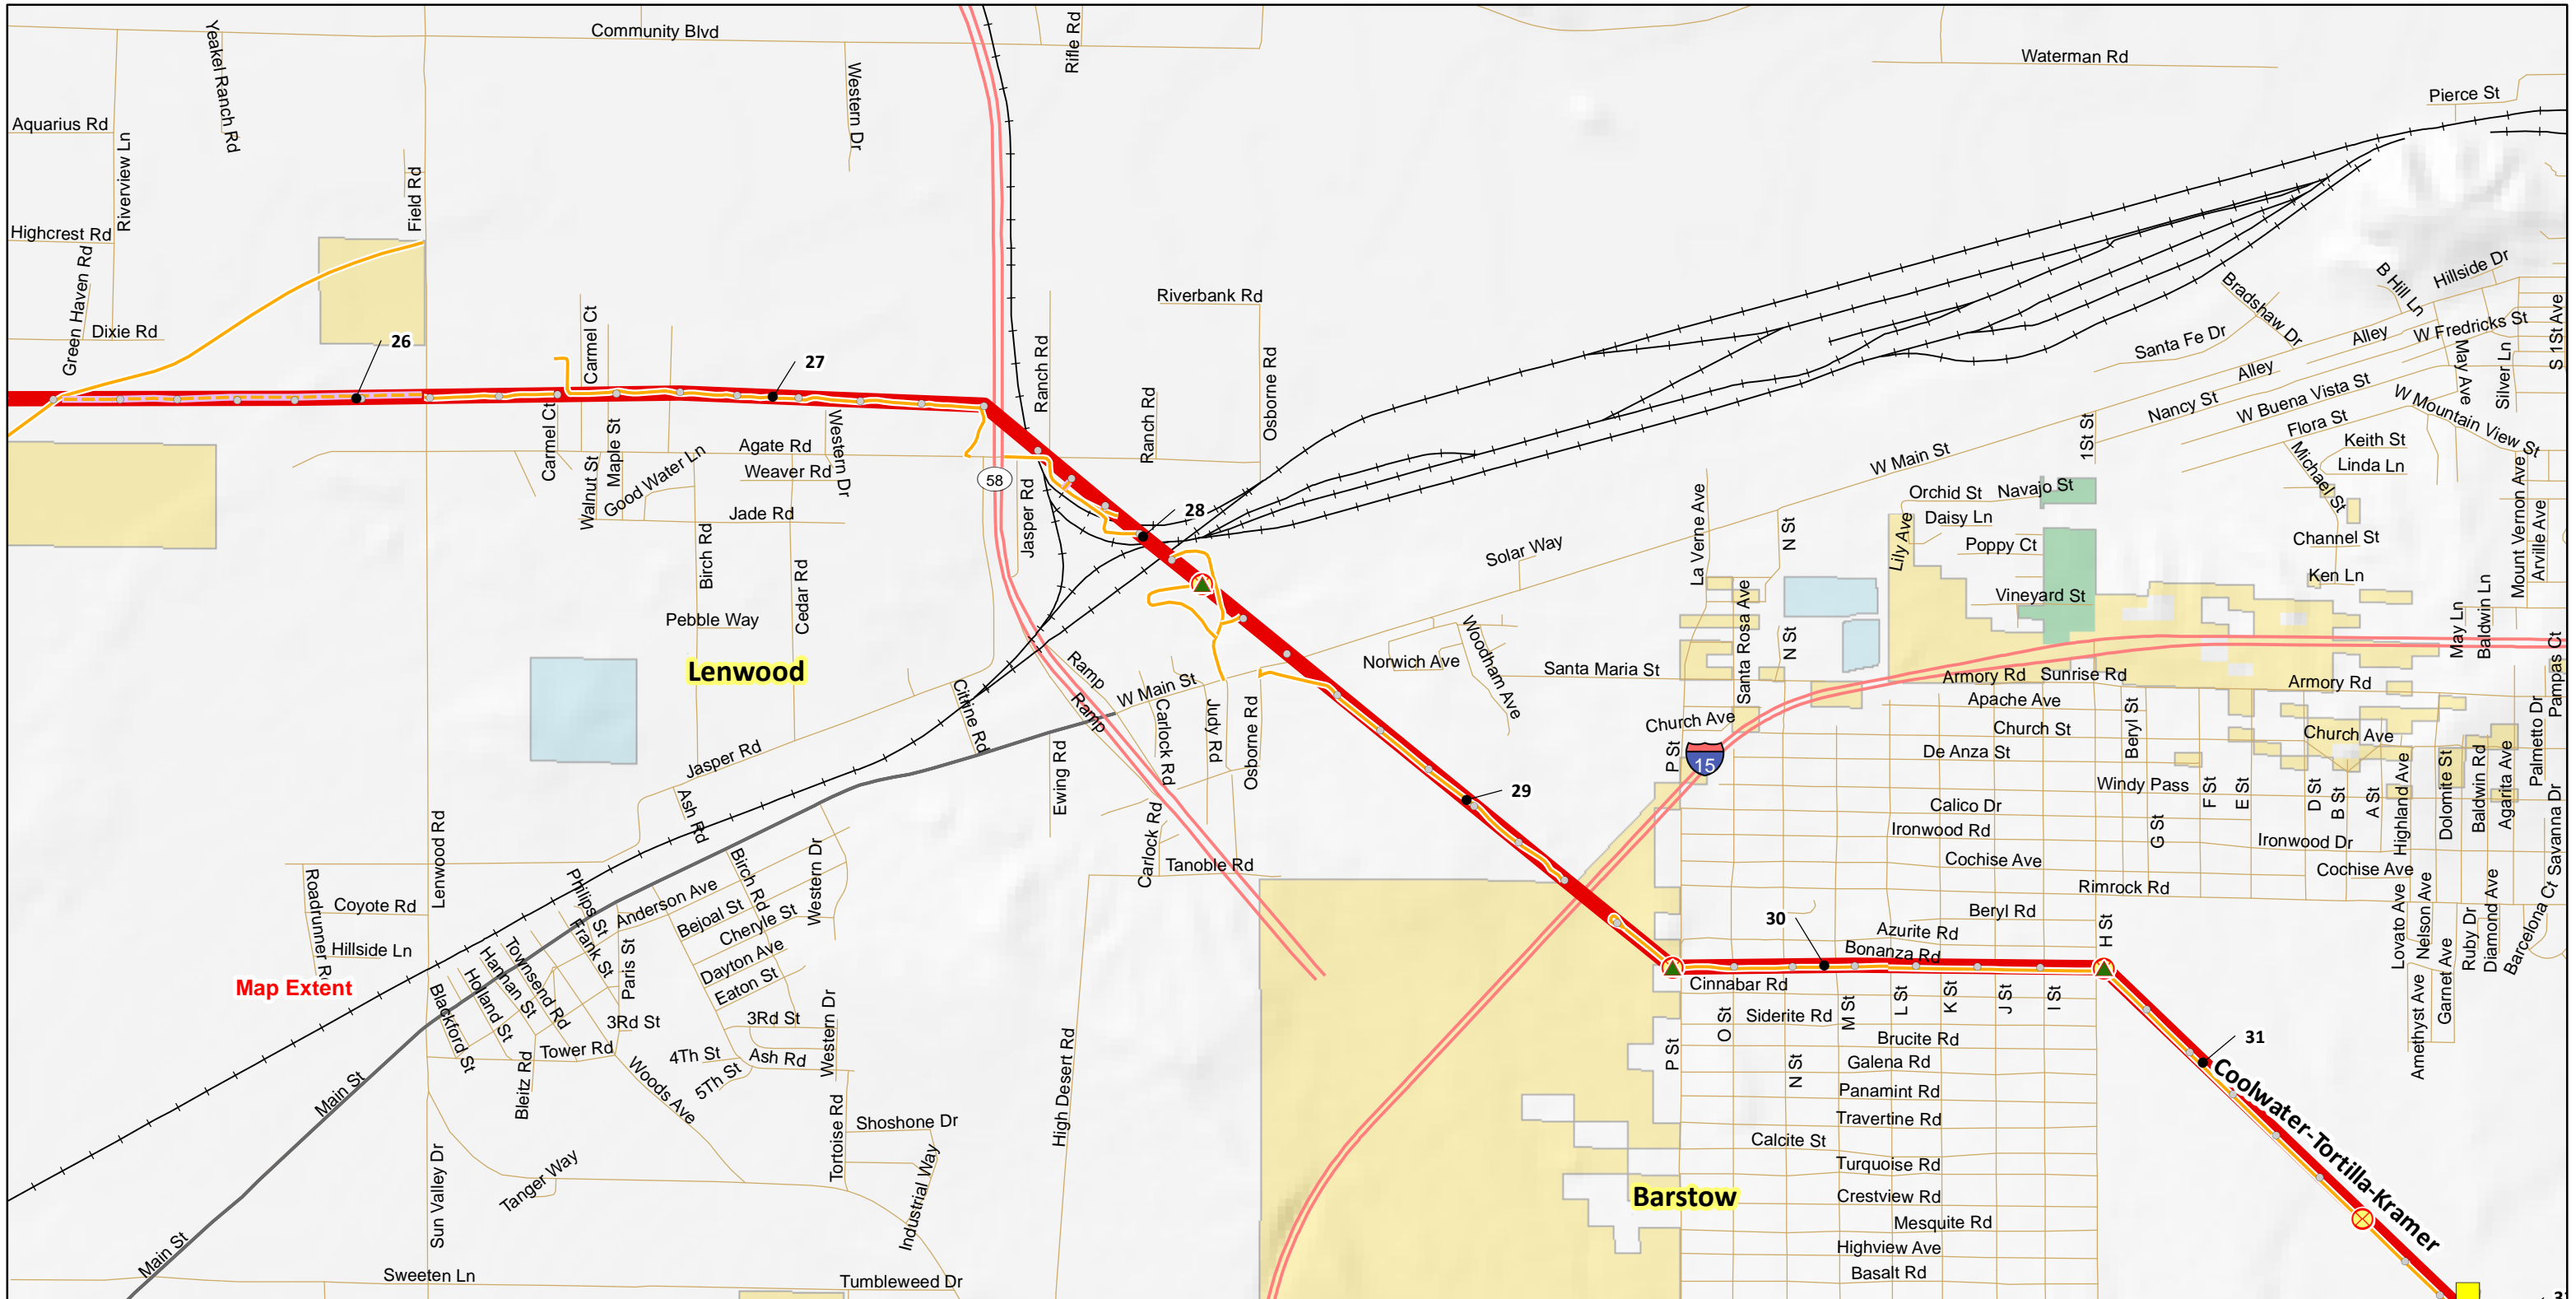 Community Blvd
Yeakel Ranch Rd
Rifle Rd
Waterman Rd
Western Dr
Pierce St
Aquarius Rd
Riverview Ln
Field Rd
Highcrest Rd
Green Haven Rd
Dixie Rd
26
Carmel Ct
27
Riverbank Rd
Ranch Rd
Osborne Rd
Ranch Rd
B Hill Ln
Hillside Dr
Bradshaw Dr
Santa Fe Dr
Alley
W Fredricks St
S 1St Ave
Alley
May Ave
Silver Ln
Nancy St
W Buena Vista St
W Mountain View St
Flora St
Keith St
Linda Ln
Michael St
1St St
W Main St
Carmel Ct
Maple St
Walnut St
Good Water Ln
Agate Rd
Weaver Rd
Western Dr
Jade Rd
58
Jasper Rd
28
Birch Rd
Cedar Rd
Pebble Way
Lenwood
Solar Way
La Verne Ave
N St
Orchid St
Navajo St
Daisy Ln
Lily Ave
Poppy Ct
Vineyard St
Channel St
Ken Ln
Mount Vernon Ave
Arville Ave
May Ln
Baldwin Ln
Pampas Ct
Santa Rosa Ave
N St
Woodham Ave
Norwich Ave
Santa Maria St
Armory Rd
Sunrise Rd
Armory Rd
Apache Ave
Church Ave
Church St
Church Ave
Beryl St
De Anza St
P St
15
Windy Pass
F St
E St
D St
B St
A St
Highland Ave
Dolomite St
Baldwin Rd
Agarita Ave
Palmetto Dr
Savanna Dr
Calico Dr
G St
Ironwood Rd
Ironwood Dr
Cochise Ave
Cochise Ave
Rimrock Rd
Ramp
Ramp
W Main St
Citrine Rd
Carlock Rd
Judy Rd
Osborne Rd
Ewing Rd
Jasper Rd
29
Carlock Rd
Tanoble Rd
Ash Rd
Lenwood Rd
Birch Rd
Western Dr
Roadrunner Rd
Coyote Rd
Hillside Ln
Map Extent
Philips St
Anderson Ave
Bejoal St
Cheryle St
Dayton Ave
Eaton St
Frank St
Paris St
Townsend Rd
Hannan St
Holland St
Blackford St
3Rd St
3Rd St
Western Dr
Tower Rd
4Th St
Ash Rd
5Th St
Bleitz Rd
Woods Ave
Main St
Tortoise Rd
Shoshone Dr
Industrial Way
Sun Valley Dr
Tanger Way
Main St
Sweeten Ln
Tumbleweed Dr
High Desert Rd
30
Beryl Rd
Azurite Rd
Bonanza Rd
H St
Cinnabar Rd
O St
Siderite Rd
M St
L St
K St
J St
I St
Brucite Rd
P St
N St
Galena Rd
Panamint Rd
Travertine Rd
Calcite St
Turquoise Rd
Barstow
Crestview Rd
Mesquite Rd
Highview Ave
Basalt Rd
31
Coolwater-Tortilla-Kramer
Lovato Ave
Nelson Ave
Garnet Ave
Amethyst Ave
Ruby Dr
Diamond Ave
Barcelona Ct